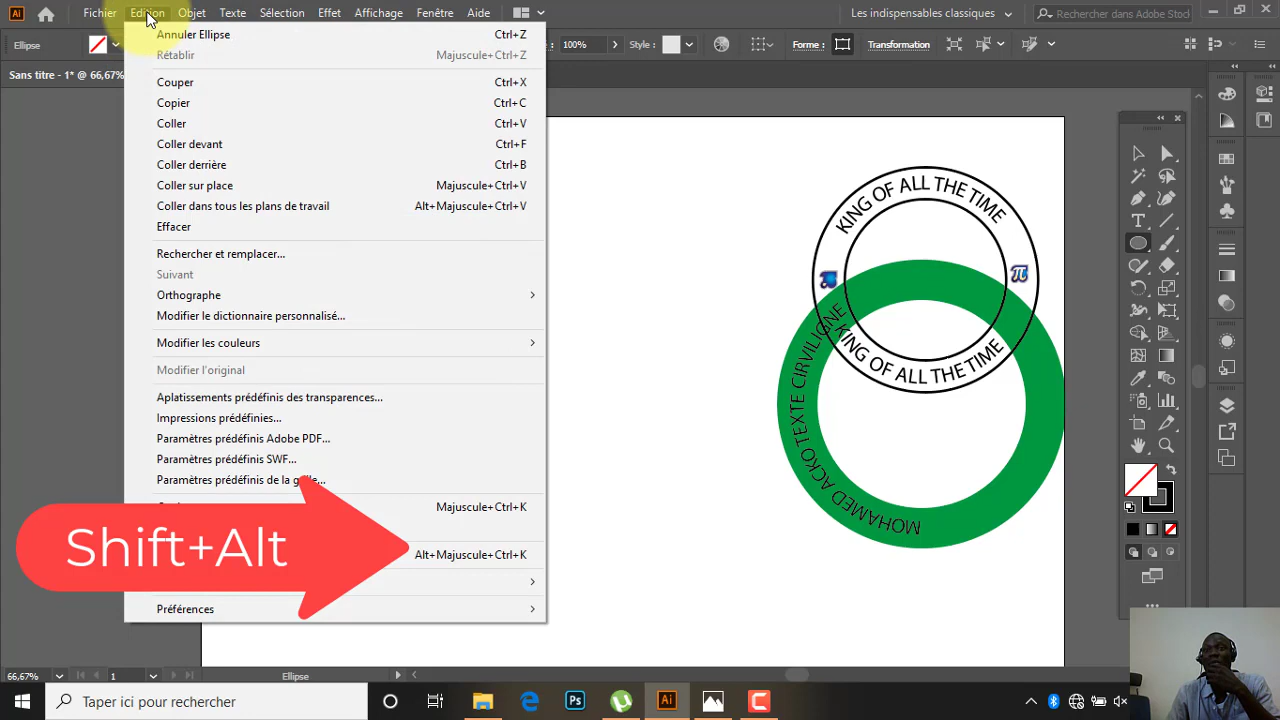 Fichier Edition Objet Texte Sélection Effet Affichage Fenêtre Aide
Les indispensables classiques
Rechercher dans Adobe Stod
Ellipse
100%
Style :
Forme :
Transformation
Sans titre - 1* @ 66,67%
Annuler Ellipse Ctrl+Z
Rétablir Majuscule+Ctrl+Z
Couper Ctrl+X
Copier Ctrl+C
Coller Ctrl+V
Coller devant Ctrl+F
Coller derrière Ctrl+B
Coller sur place Majuscule+Ctrl+V
Coller dans tous les plans de travail Alt+Majuscule+Ctrl+V
Effacer
Rechercher et remplacer...
Suivant
Orthographe
Modifier le dictionnaire personnalisé...
Modifier les couleurs
Modifier l'original
Aplatissements prédéfinis des transparences...
Impressions prédéfinies...
Paramètres prédéfinis Adobe PDF...
Paramètres prédéfinis SWF...
Paramètres prédéfinis de la
Majuscule+Ctrl+K
Shift+Alt
Alt+Majuscule+Ctrl+K
Préférences
KING OF ALL THE TIME
π
KING OF ALL THE TIME
MOHAMED ACKO TEXTE CIRVILIGNE
66,67%
1
Ellipse
Taper ici pour rechercher
Ps
Ai